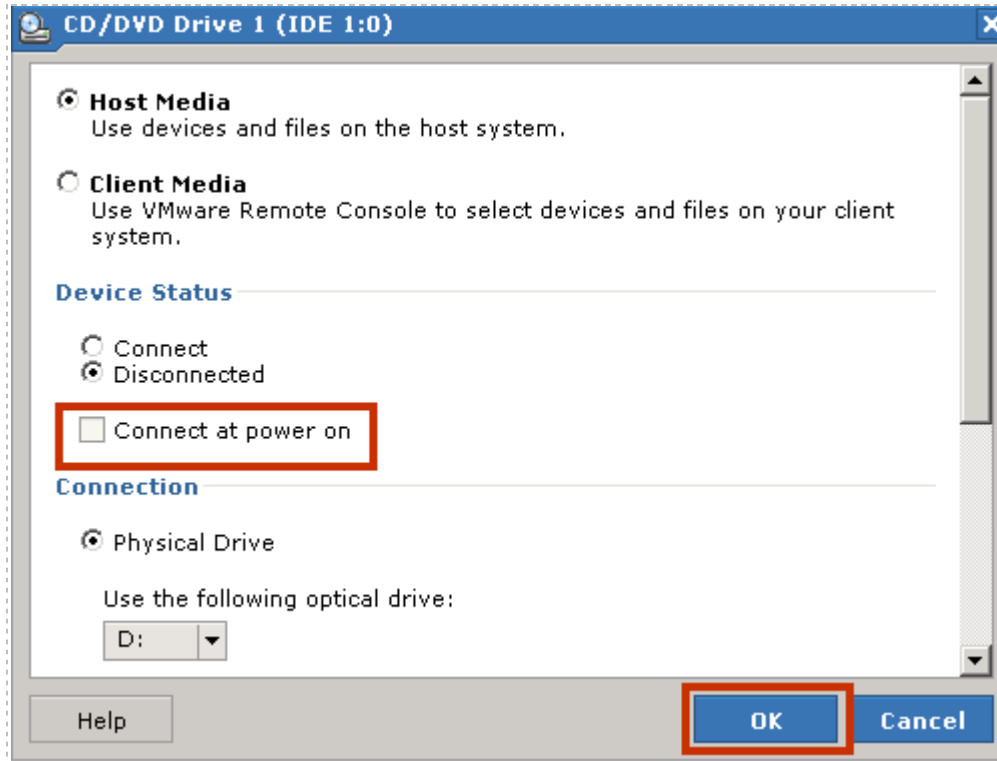 CD/DVD Drive 1 (IDE 1:0)
Host Media
Use devices and files on the host system.
Client Media
Use VMware Remote Console to select devices and files on your client
system.
Device Status
Connect
Disconnected
Connect at power on
Connection
Physical Drive
Use the following optical drive:
D:
Help
OK
Cancel